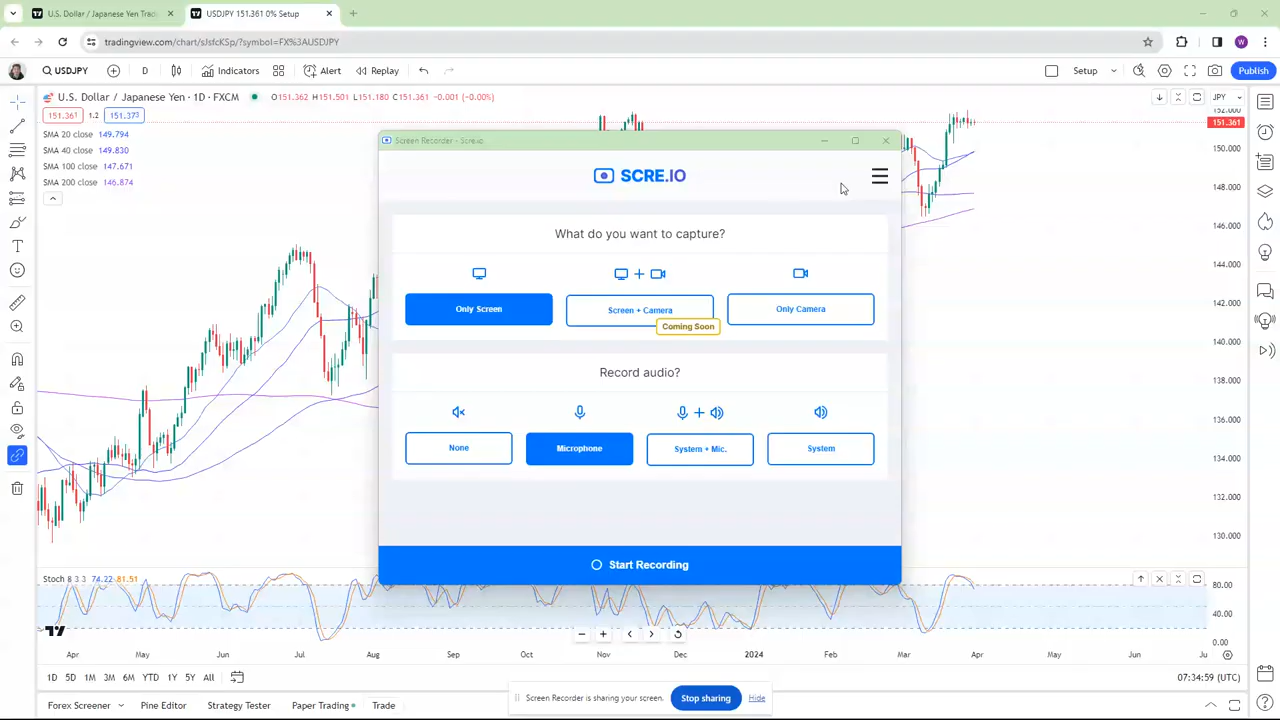 U.S. Dollar / Japanese Yen Trad
USDJPY 151.361 0% Setup
tradingview.com/chart/sJsfcKSp/?symbol=FX%3AUSDJPY
W
USDJPY
D
Indicators
Alert
Replay
Setup
Publish
U.S. Dollar / Japanese Yen · 1D · FXCM
O151.362 H151.501 L151.180 C151.361 -0.001 (-0.00%)
JPY
151.361
1.2
151.373
SMA 20 close 149.794
SMA 40 close 149.830
SMA 100 close 147.671
SMA 200 close 146.874
152.000
151.361
150.000
148.000
146.000
144.000
142.000
140.000
138.000
136.000
134.000
132.000
130.000
Screen Recorder - Scre.io
SCRE.IO
What do you want to capture?
Only Screen
Screen + Camera
Only Camera
Coming Soon
Record audio?
None
Microphone
System + Mic.
System
Start Recording
Stoch 8 3 3 74.22 81.51
80.00
40.00
0.00
Apr May Jun Jul Aug Sep Oct Nov Dec 2024 Feb Mar Apr May Jun Ju
1D 5D 1M 3M 6M YTD 1Y 5Y All
07:34:59 (UTC)
Screen Recorder is sharing your screen.
Stop sharing
Hide
Forex Screener
Pine Editor
Strategy Tester
Paper Trading
Trade